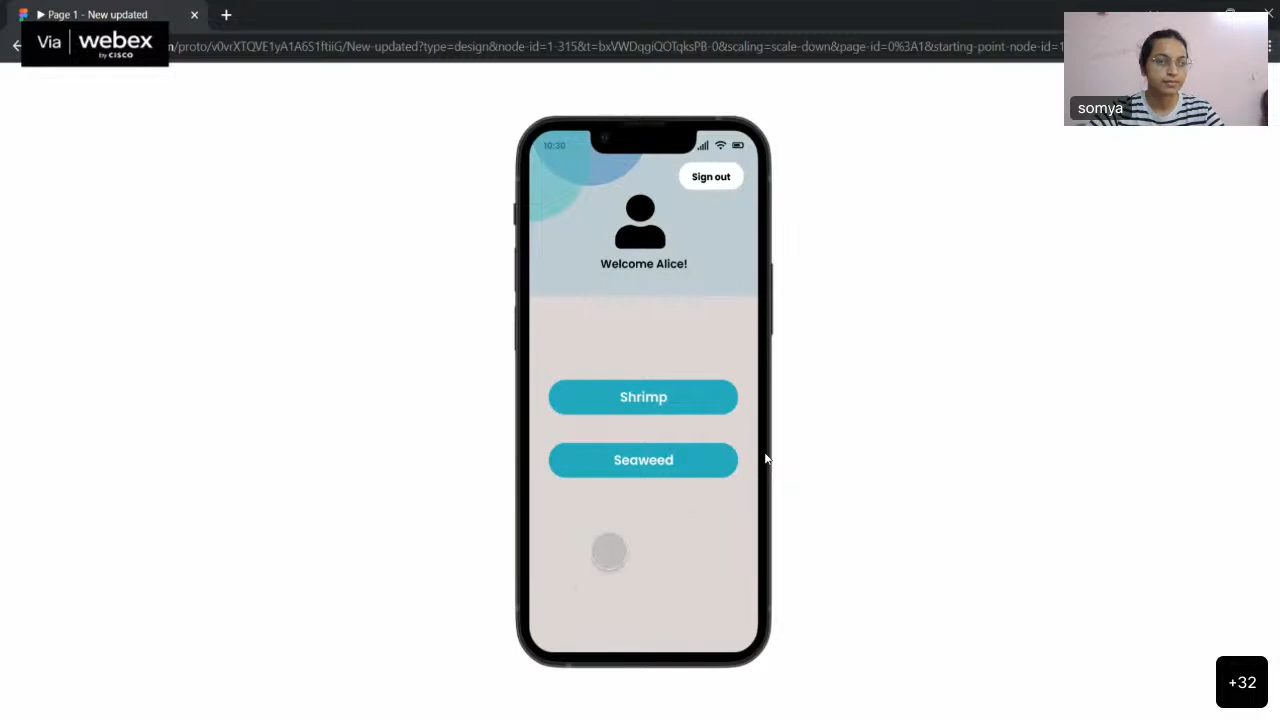 Page 1 - New updated
Via webex
by CISCO
m/proto/v0vrXTQVE1yA1A6S1ftiiG/New-updated?type=design&node-id=1-315&t=bxVWDqgiQOTqksPB-0&scaling=scale-down&page-id=0%3A1&starting-point-node-id=1
somya
10:30
Sign out
Welcome Alice!
Shrimp
Seaweed
+32